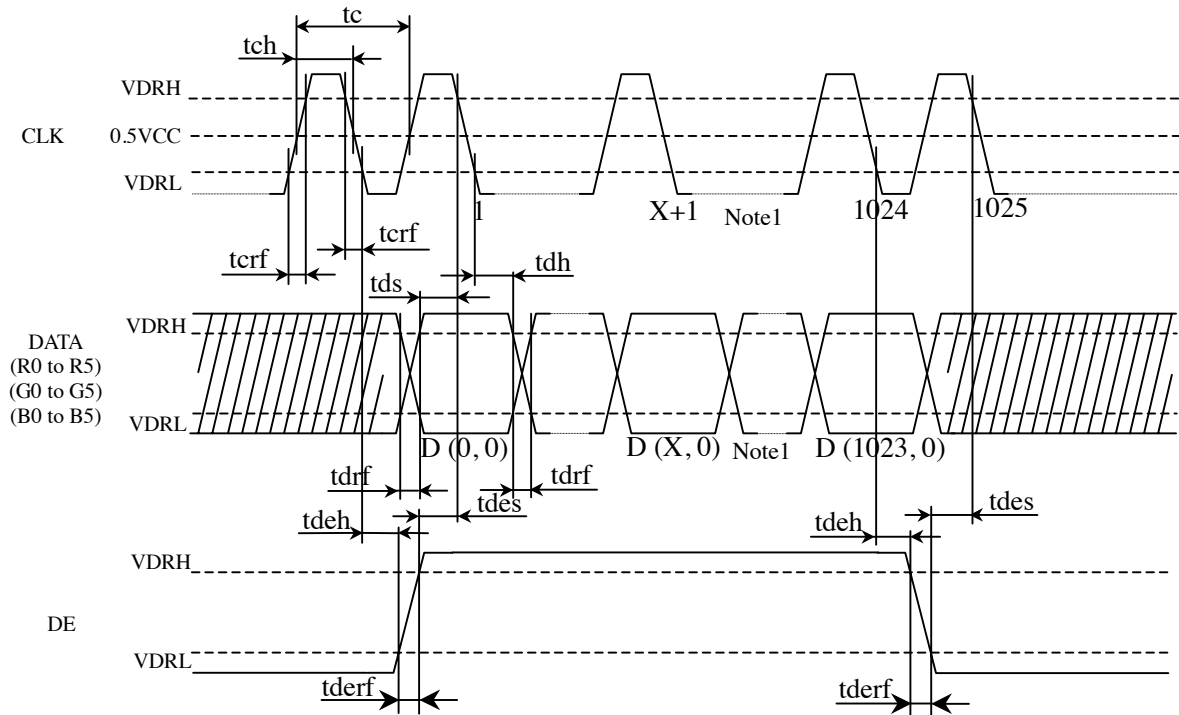 tc
tch
VDRH
CLK
0.5VCC
VDRL
1
X+1
Note1
1024
1025
tcrf
tcrf
tdh
tds
VDRH
DATA
(R0 to R5)
(G0 to G5)
(B0 to B5)
VDRL
D (0, 0)
D (X, 0)
Note1
D (1023, 0)
tdrf
tdrf
tdeh
tdes
tdeh
tdes
VDRH
DE
VDRL
tderf
tderf